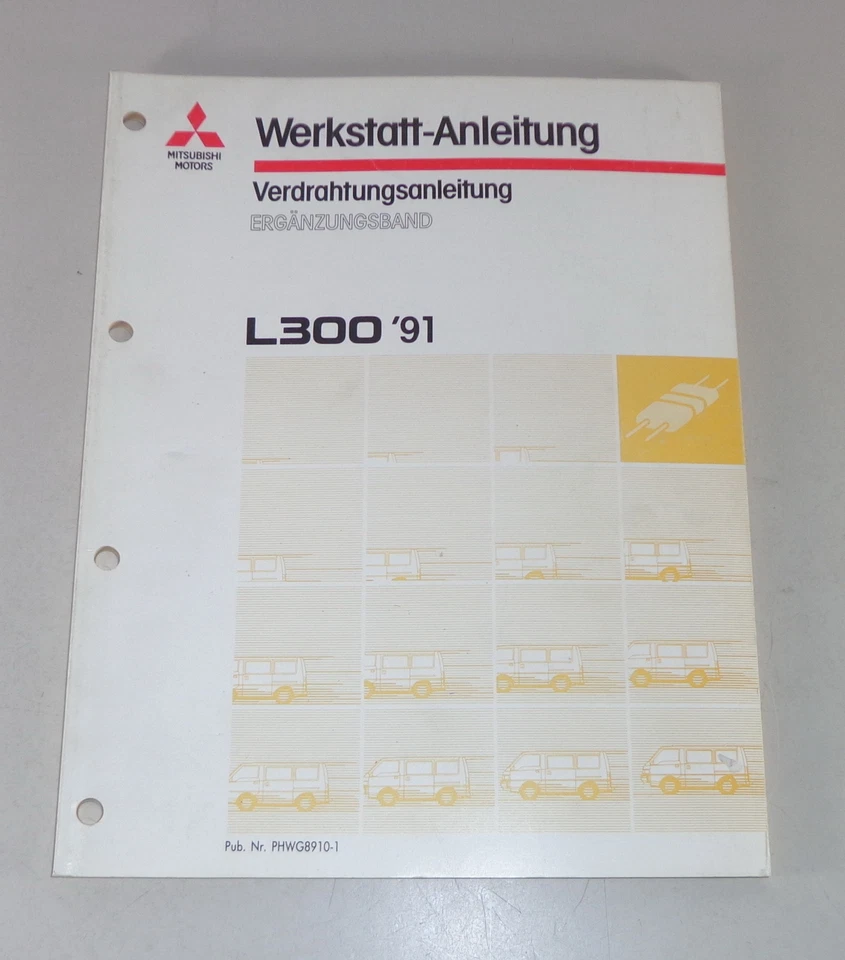 MITSUBISHI
MOTORS
Werkstatt-Anleitung
Verdrahtungsanleitung
ERGÄNZUNGSBAND
L300 '91
Pub. Nr. PHWG8910-1